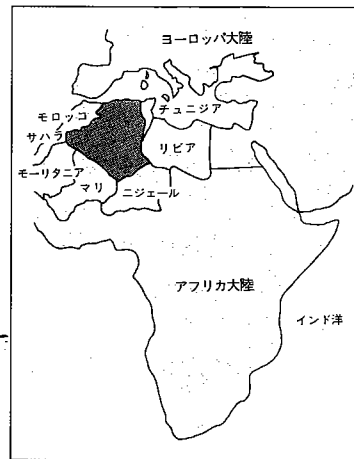 ヨーロッパ大陸
モロッコ
チュニジア
サハラ
リビア
モーリタニア
マリ
ニジェール
アフリカ大陸
インド洋